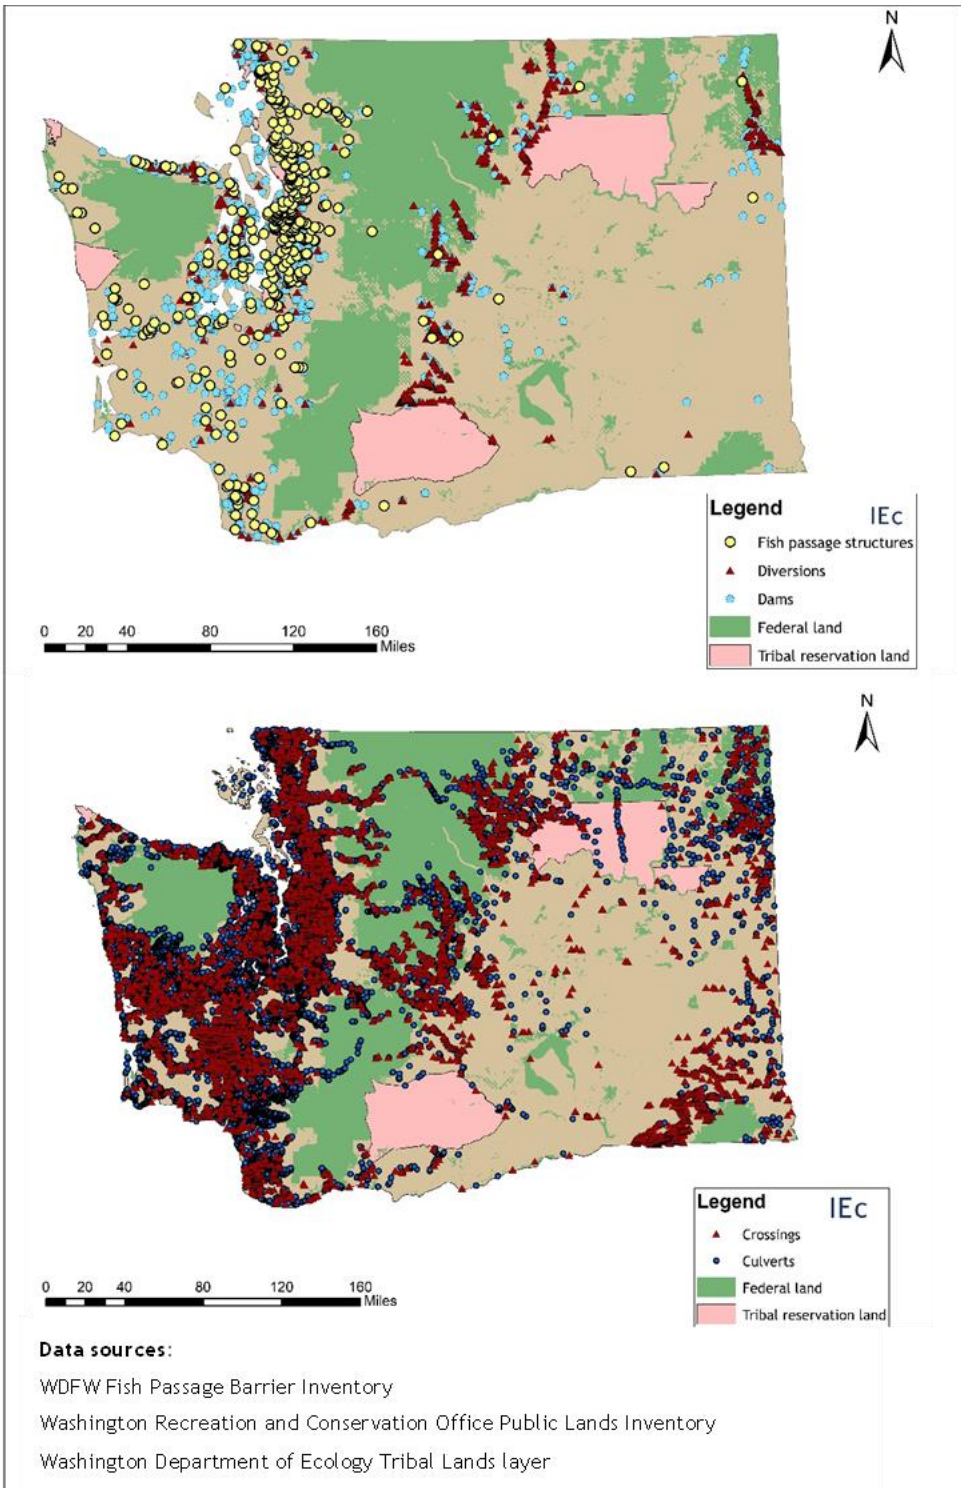 N
Legend IEc
Fish passage structures
Diversions
Dams
Federal land
Tribal reservation land
0 20 40 80 120 160
Miles
N
Legend IEc
Crossings
Culverts
Federal land
Tribal reservation land
0 20 40 80 120 160
Miles
Data sources:
WDFW Fish Passage Barrier Inventory
Washington Recreation and Conservation Office Public Lands Inventory
Washington Department of Ecology Tribal Lands layer